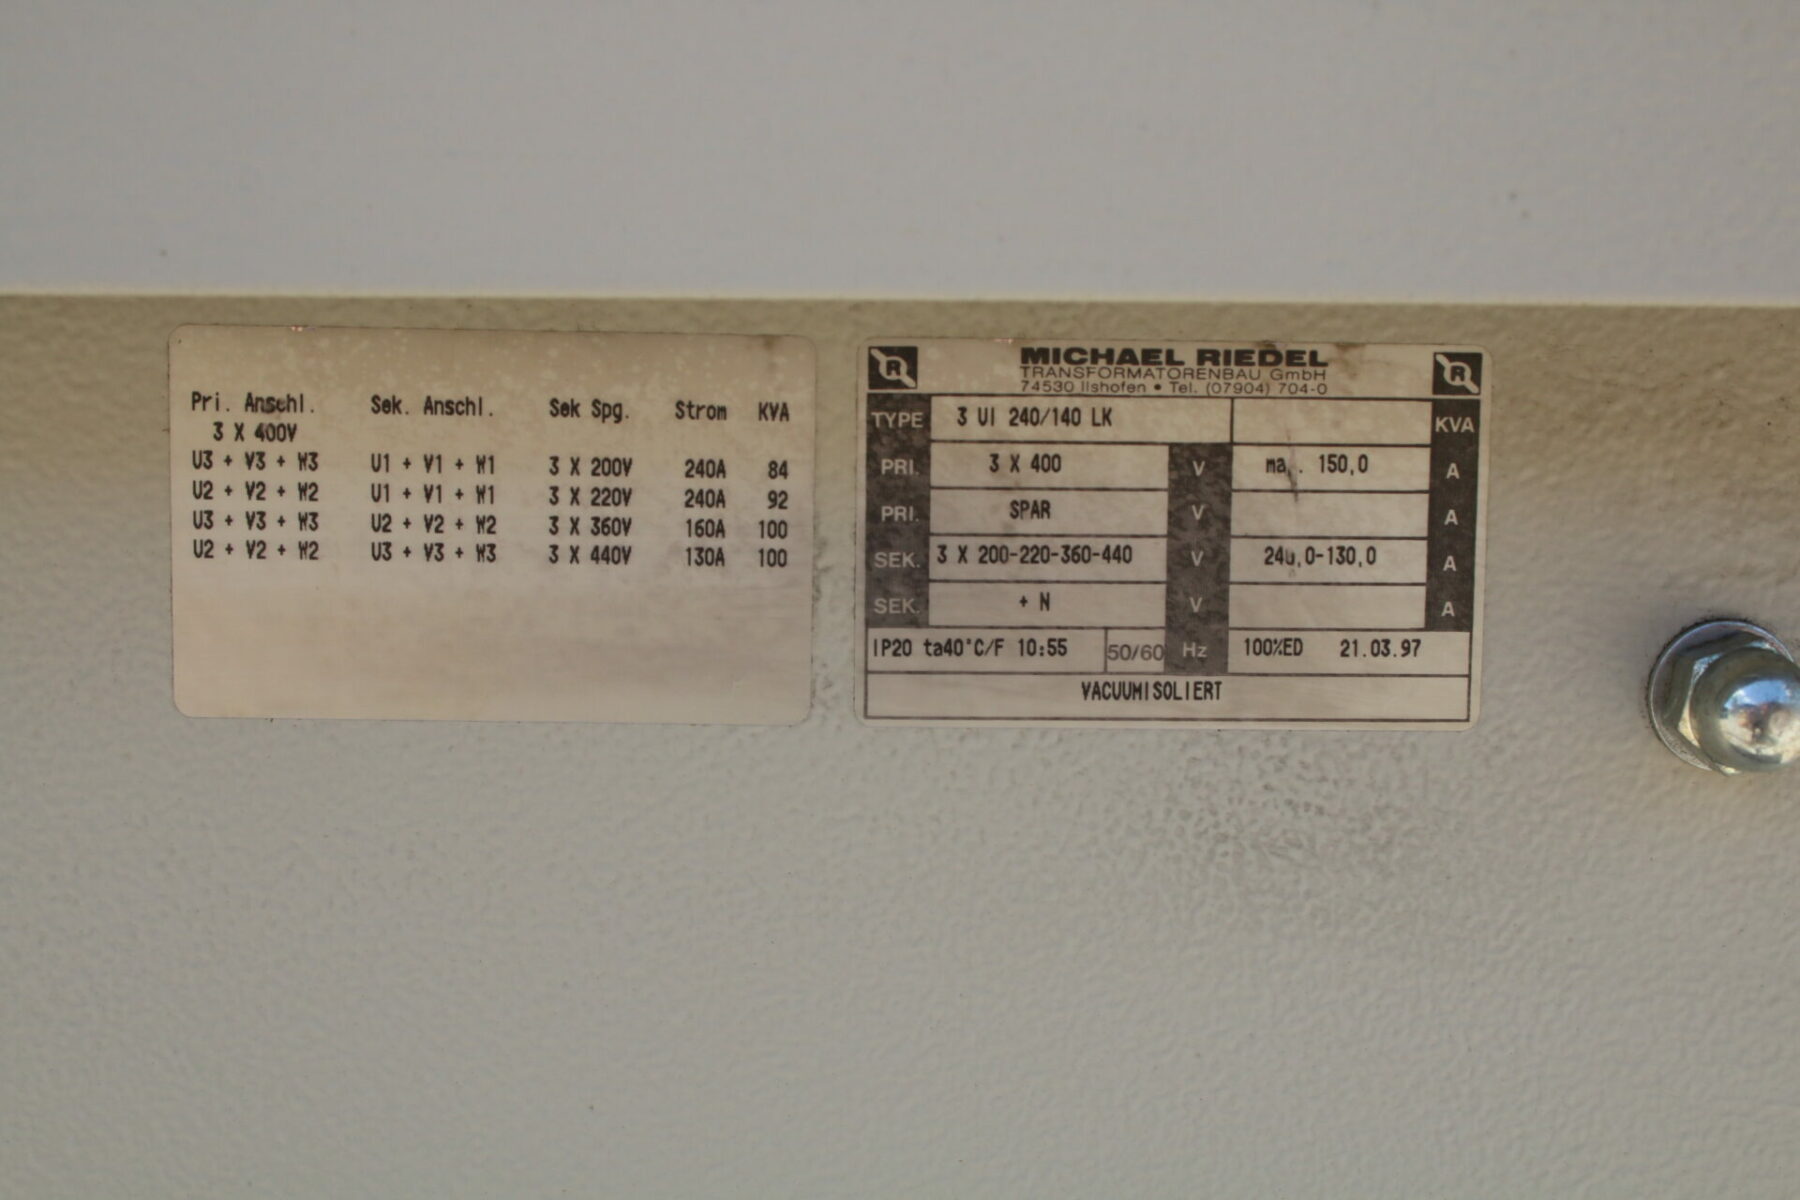 Pri. Anschl. Sek. Anschl. Sek Spg. Strom KVA
3 X 400V
U3 + V3 + W3 U1 + V1 + W1 3 X 200V 240A 84
U2 + V2 + W2 U1 + V1 + W1 3 X 220V 240A 92
U3 + V3 + W3 U2 + V2 + W2 3 X 360V 160A 100
U2 + V2 + W2 U3 + V3 + W3 3 X 440V 130A 100
R MICHAEL RIEDEL R
TRANSFORMATORENBAU GmbH
74530 Ilshofen • Tel. (07904) 704-0
TYPE 3 UI 240/140 LK KVA
PRI. 3 X 400 V 150,0 A
PRI. SPAR V A
SEK. 3 X 200-220-360-440 V 240,0-130,0 A
SEK. + N V A
IP20 ta40°C/F 10:55 50/60 Hz 100%ED 21.03.97
VACUUMISOLIERT